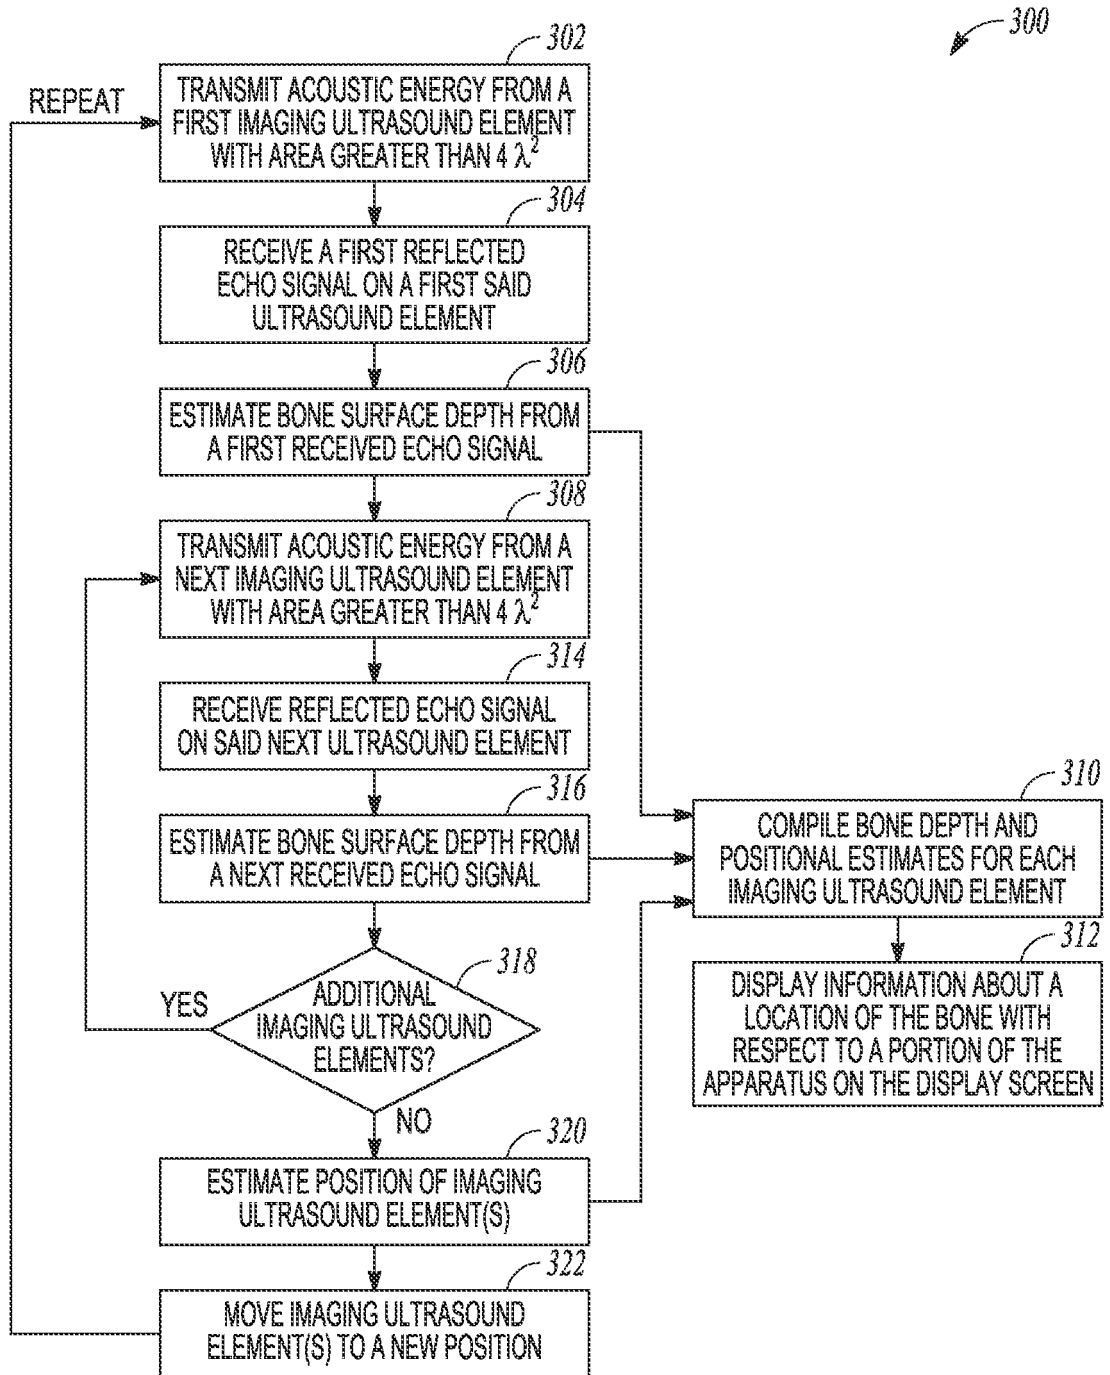 300
302
REPEAT
TRANSMIT ACOUSTIC ENERGY FROM A
FIRST IMAGING ULTRASOUND ELEMENT
WITH AREA GREATER THAN 4 λ²
304
RECEIVE A FIRST REFLECTED
ECHO SIGNAL ON A FIRST SAID
ULTRASOUND ELEMENT
306
ESTIMATE BONE SURFACE DEPTH FROM
A FIRST RECEIVED ECHO SIGNAL
308
TRANSMIT ACOUSTIC ENERGY FROM A
NEXT IMAGING ULTRASOUND ELEMENT
WITH AREA GREATER THAN 4 λ²
314
RECEIVE REFLECTED ECHO SIGNAL
ON SAID NEXT ULTRASOUND ELEMENT
316
ESTIMATE BONE SURFACE DEPTH FROM
A NEXT RECEIVED ECHO SIGNAL
310
COMPILE BONE DEPTH AND
POSITIONAL ESTIMATES FOR EACH
IMAGING ULTRASOUND ELEMENT
312
DISPLAY INFORMATION ABOUT A
LOCATION OF THE BONE WITH
RESPECT TO A PORTION OF THE
APPARATUS ON THE DISPLAY SCREEN
318
YES
ADDITIONAL
IMAGING ULTRASOUND
ELEMENTS?
NO
320
ESTIMATE POSITION OF IMAGING
ULTRASOUND ELEMENT(S)
322
MOVE IMAGING ULTRASOUND
ELEMENT(S) TO A NEW POSITION